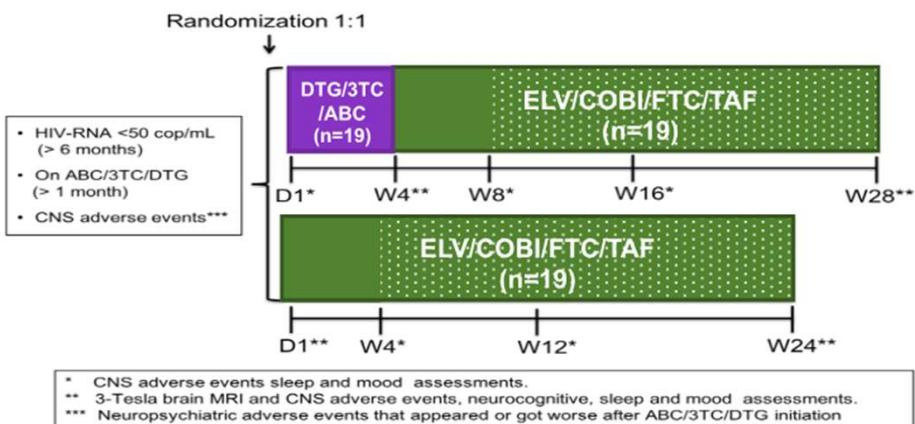 Randomization 1:1
• HIV-RNA <50 cop/mL
(> 6 months)
• On ABC/3TC/DTG
(> 1 month)
• CNS adverse events***
DTG/3TC
/ABC
(n=19)
ELV/COBI/FTC/TAF
(n=19)
D1* W4** W8* W16* W28**
ELV/COBI/FTC/TAF
(n=19)
D1** W4* W12* W24**
* CNS adverse events sleep and mood assessments.
** 3-Tesla brain MRI and CNS adverse events, neurocognitive, sleep and mood assessments.
*** Neuropsychiatric adverse events that appeared or got worse after ABC/3TC/DTG initiation